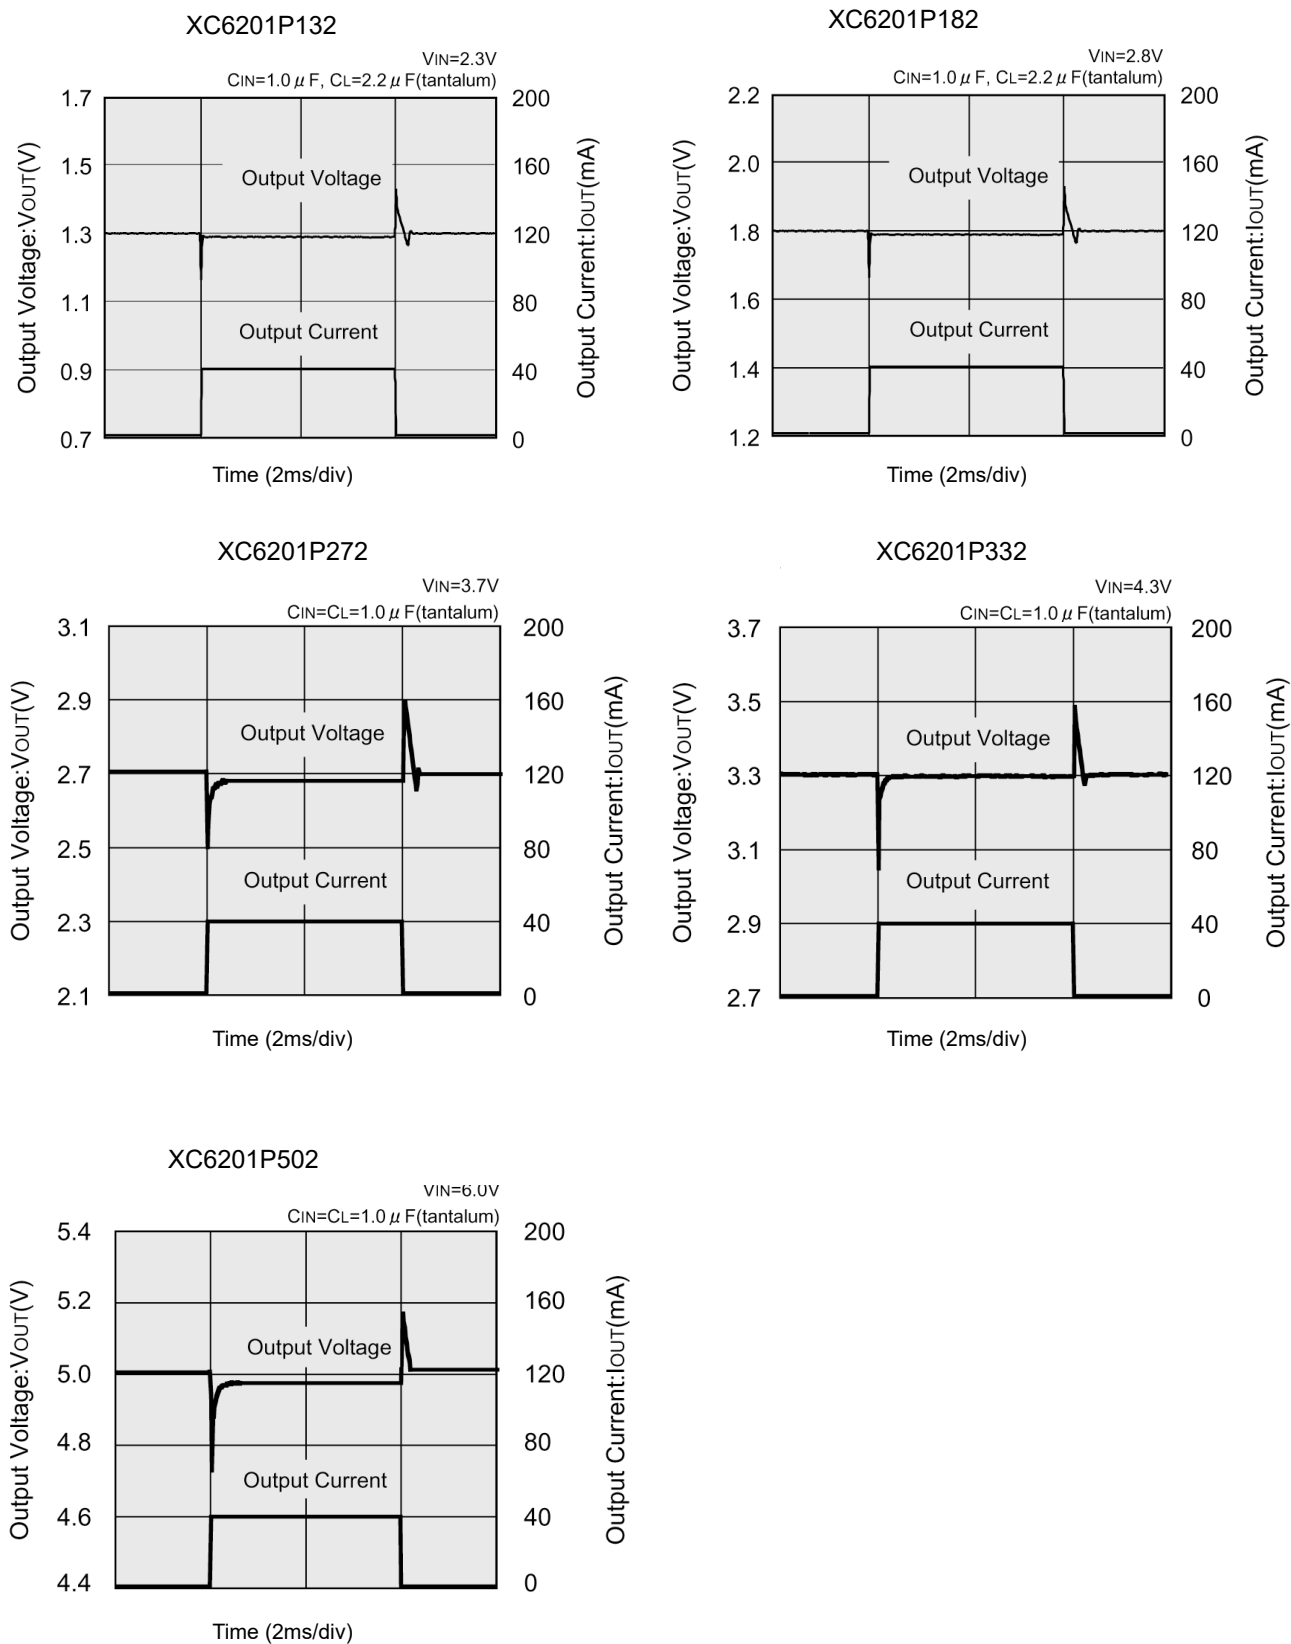 XC6201P132
VIN=2.3V
CIN=1.0μF, CL=2.2μF(tantalum)
1.7
1.5
1.3
1.1
0.9
0.7
200
160
120
80
40
0
Output Voltage:VOUT(V)
Output Current:IOUT(mA)
Output Voltage
Output Current
Time (2ms/div)
XC6201P182
VIN=2.8V
CIN=1.0μF, CL=2.2μF(tantalum)
2.2
2.0
1.8
1.6
1.4
1.2
200
160
120
80
40
0
Output Voltage:VOUT(V)
Output Current:IOUT(mA)
Output Voltage
Output Current
Time (2ms/div)
XC6201P272
VIN=3.7V
CIN=CL=1.0μF(tantalum)
3.1
2.9
2.7
2.5
2.3
2.1
200
160
120
80
40
0
Output Voltage:VOUT(V)
Output Current:IOUT(mA)
Output Voltage
Output Current
Time (2ms/div)
XC6201P332
VIN=4.3V
CIN=CL=1.0μF(tantalum)
3.7
3.5
3.3
3.1
2.9
2.7
200
160
120
80
40
0
Output Voltage:VOUT(V)
Output Current:IOUT(mA)
Output Voltage
Output Current
Time (2ms/div)
XC6201P502
VIN=6.0V
CIN=CL=1.0μF(tantalum)
5.4
5.2
5.0
4.8
4.6
4.4
200
160
120
80
40
0
Output Voltage:VOUT(V)
Output Current:IOUT(mA)
Output Voltage
Output Current
Time (2ms/div)